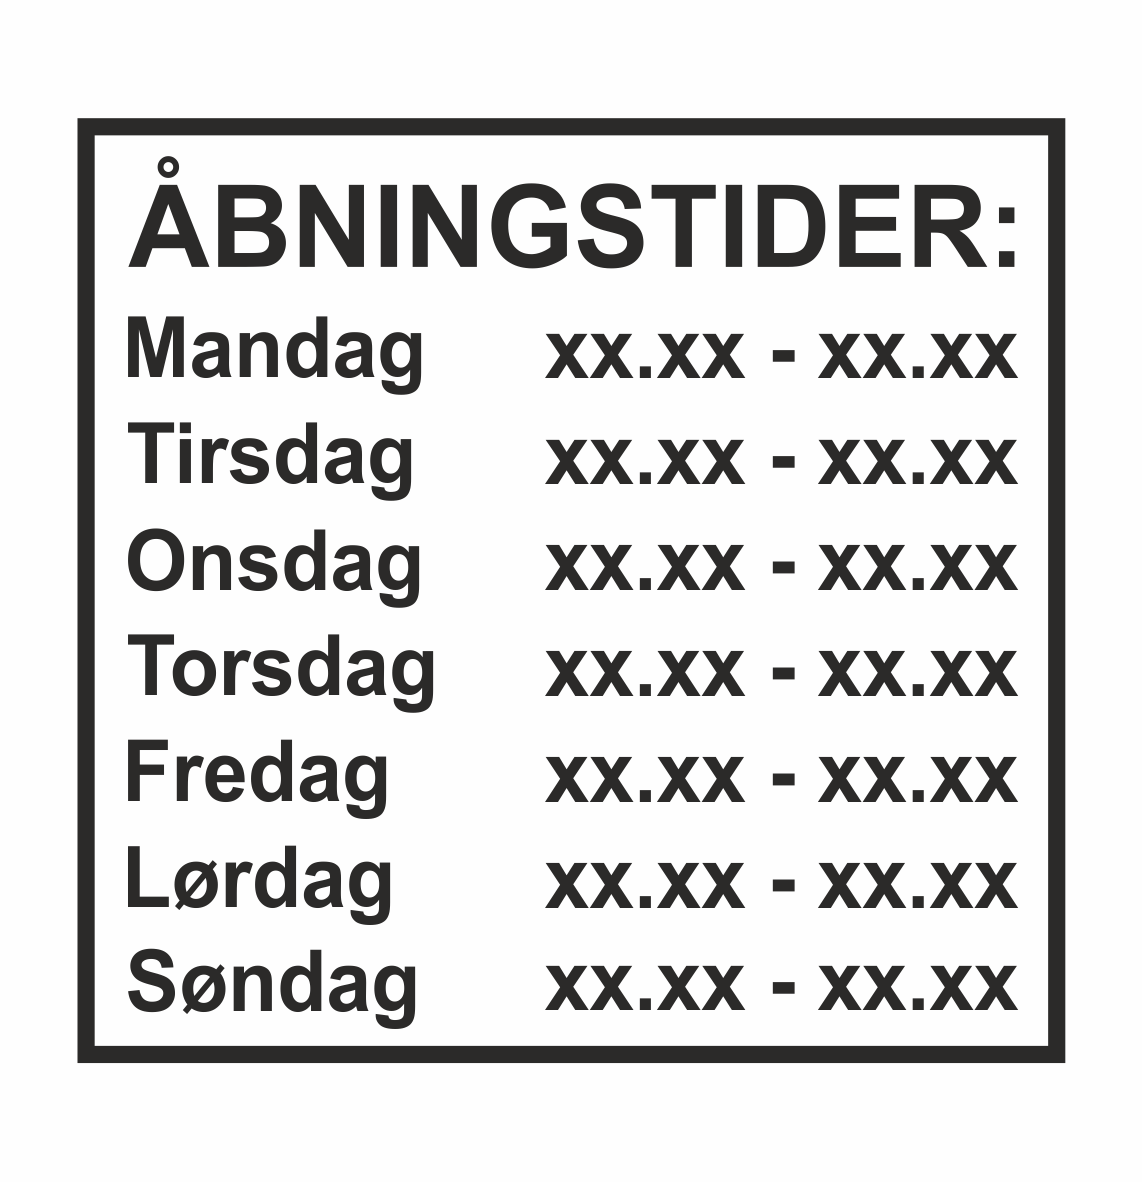 ÅBNINGSTIDER:
Mandag xx.xx - xx.xx
Tirsdag xx.xx - xx.xx
Onsdag xx.xx - xx.xx
Torsdag xx.xx - xx.xx
Fredag xx.xx - xx.xx
Lørdag xx.xx - xx.xx
Søndag xx.xx - xx.xx